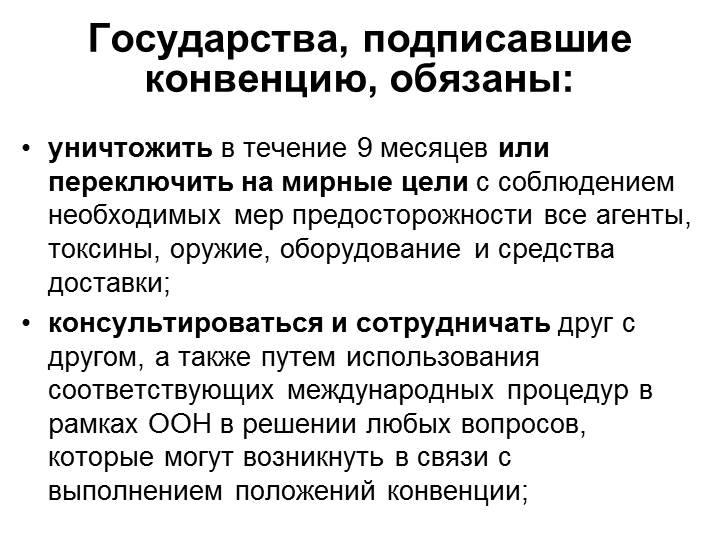 Государства, подписавшие
конвенцию, обязаны:
• уничтожить в течение 9 месяцев или
переключить на мирные цели с соблюдением
необходимых мер предосторожности все агенты,
токсины, оружие, оборудование и средства
доставки;
• консультироваться и сотрудничать друг с
другом, а также путем использования
соответствующих международных процедур в
рамках ООН в решении любых вопросов,
которые могут возникнуть в связи с
выполнением положений конвенции;